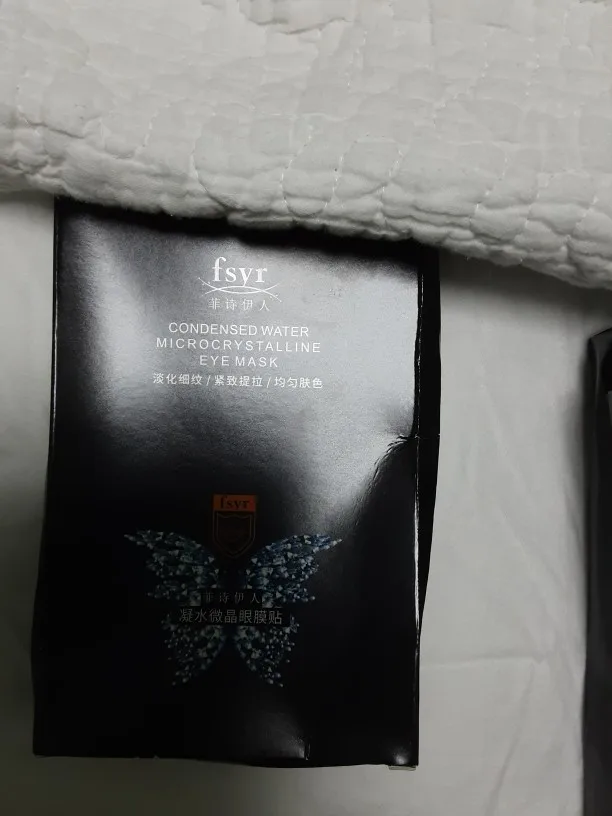 fsyr
菲诗伊人
CONDENSED WATER
MICROCRYSTALLINE
EYE MASK
淡化细纹/紧致提拉/均匀肤色
fsyr
菲诗伊人
凝水微晶眼膜贴